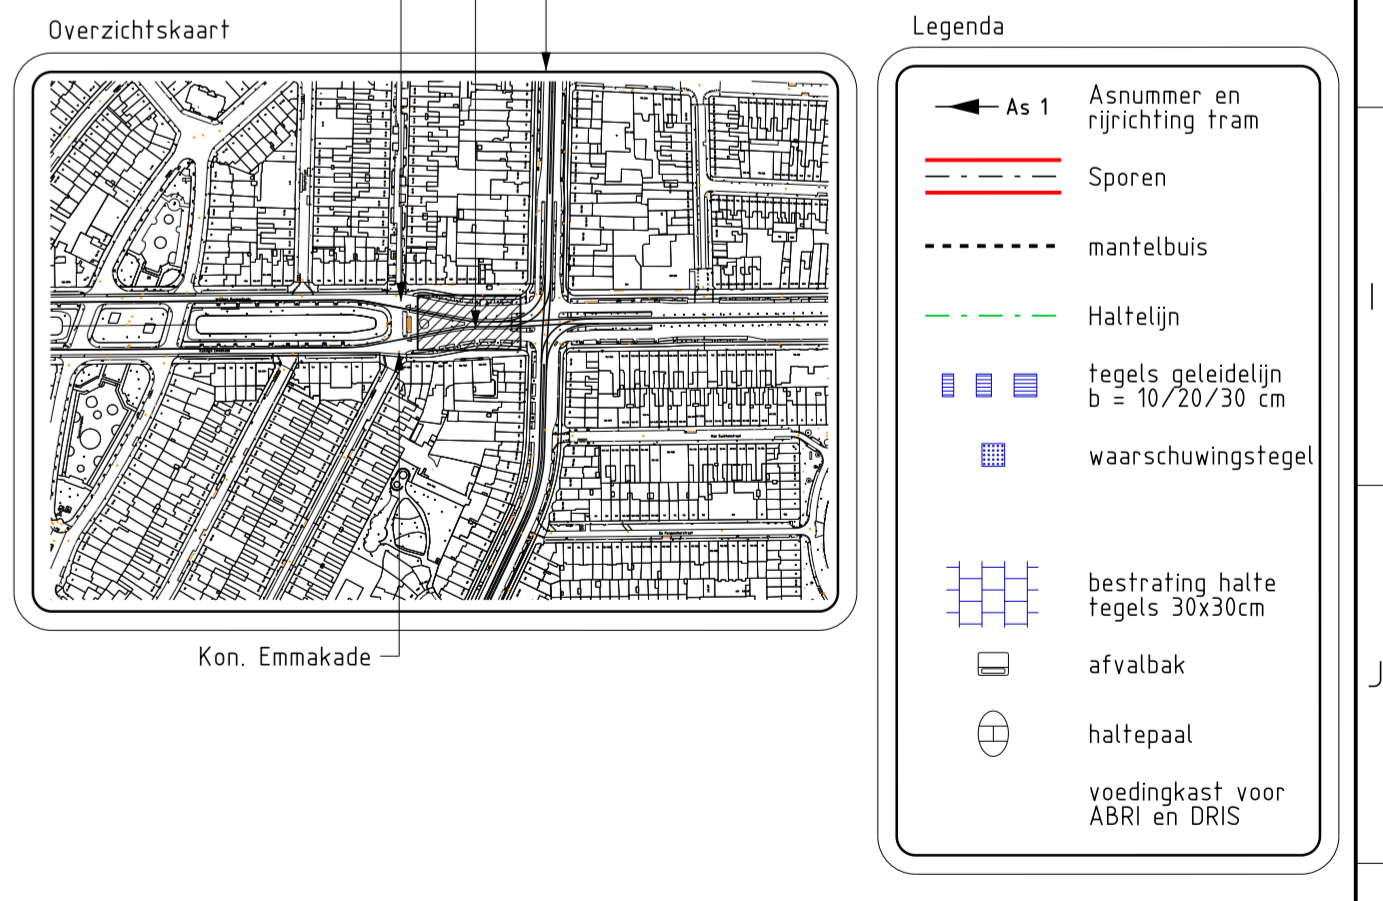 Overzichtskaart
Kon. Emmakade
Legenda
As 1
Asnummer en
rijrichting tram
Sporen
mantelbuis
Haltelijn
tegels geleidelijn
b = 10/20/30 cm
waarschuwingstegel
bestrating halte
tegels 30x30cm
afvalbak
haltepaal
voedingkast voor
ABRI en DRIS
I
J